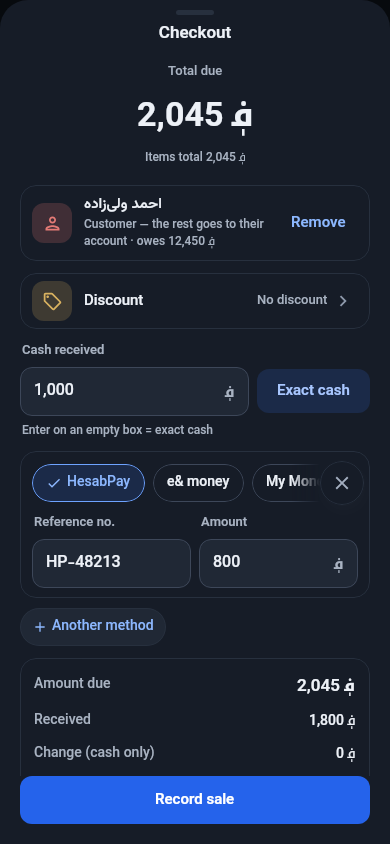 Checkout
Total due
2,045 ؋
Items total 2,045 ؋
احمد ولی‌زاده
Customer — the rest goes to their
account · owes 12,450 ؋
Remove
Discount
No discount
Cash received
1,000 ؋
Exact cash
Enter on an empty box = exact cash
HesabPay
e& money
My Mon
Reference no.
Amount
HP-48213
800 ؋
+ Another method
Amount due
2,045 ؋
Received
1,800 ؋
Change (cash only)
0 ؋
Record sale